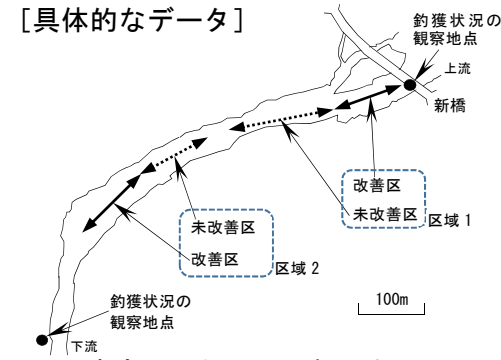 [具体的なデータ]
釣獲状況の
観察地点
上流
新橋
改善区
未改善区
区域1
未改善区
改善区
区域2
100m
釣獲状況の
観察地点
下流